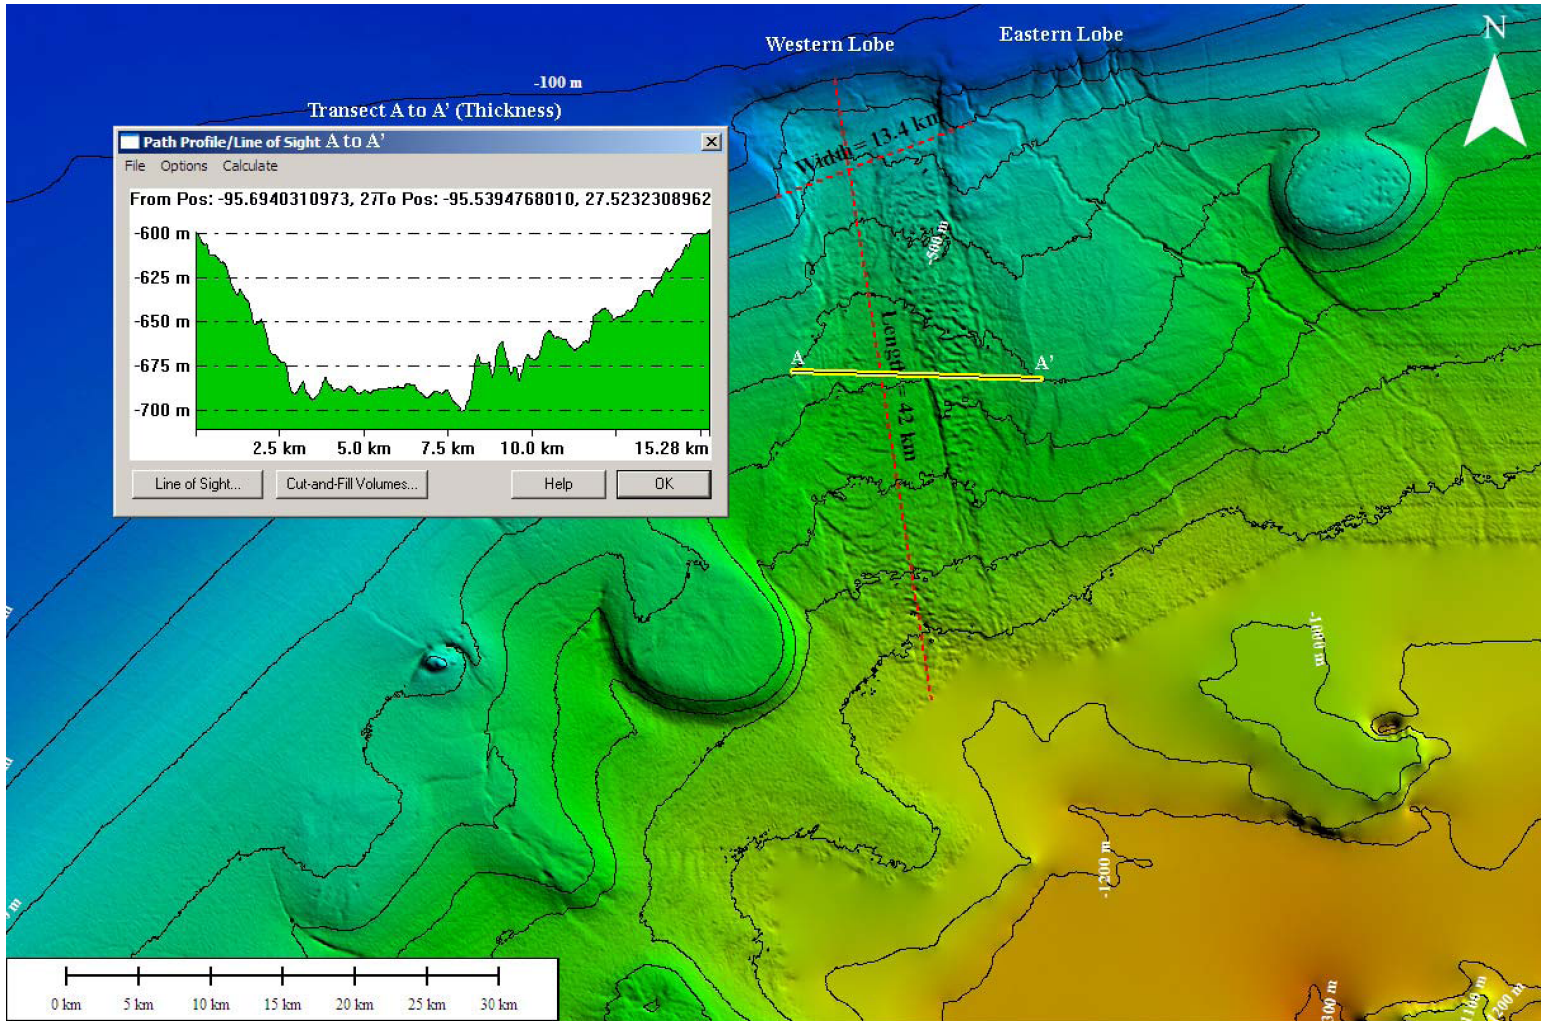 Western Lobe
Eastern Lobe
N
-100 m
Transect A to A' (Thickness)
Path Profile/Line of Sight A to A'
File Options Calculate
From Pos: -95.6940310973, 27To Pos: -95.5394768010, 27.5232308962
-600 m
-625 m
-650 m
-675 m
-700 m
2.5 km 5.0 km 7.5 km 10.0 km 15.28 km
Line of Sight... Cut-and-Fill Volumes... Help OK
Width= 13.4 km
-500 m
Length = 42 km
A
A'
-1000 m
-1200 m
m
0 km 5 km 10 km 15 km 20 km 25 km 30 km
300 m
1100 m
-1200 m